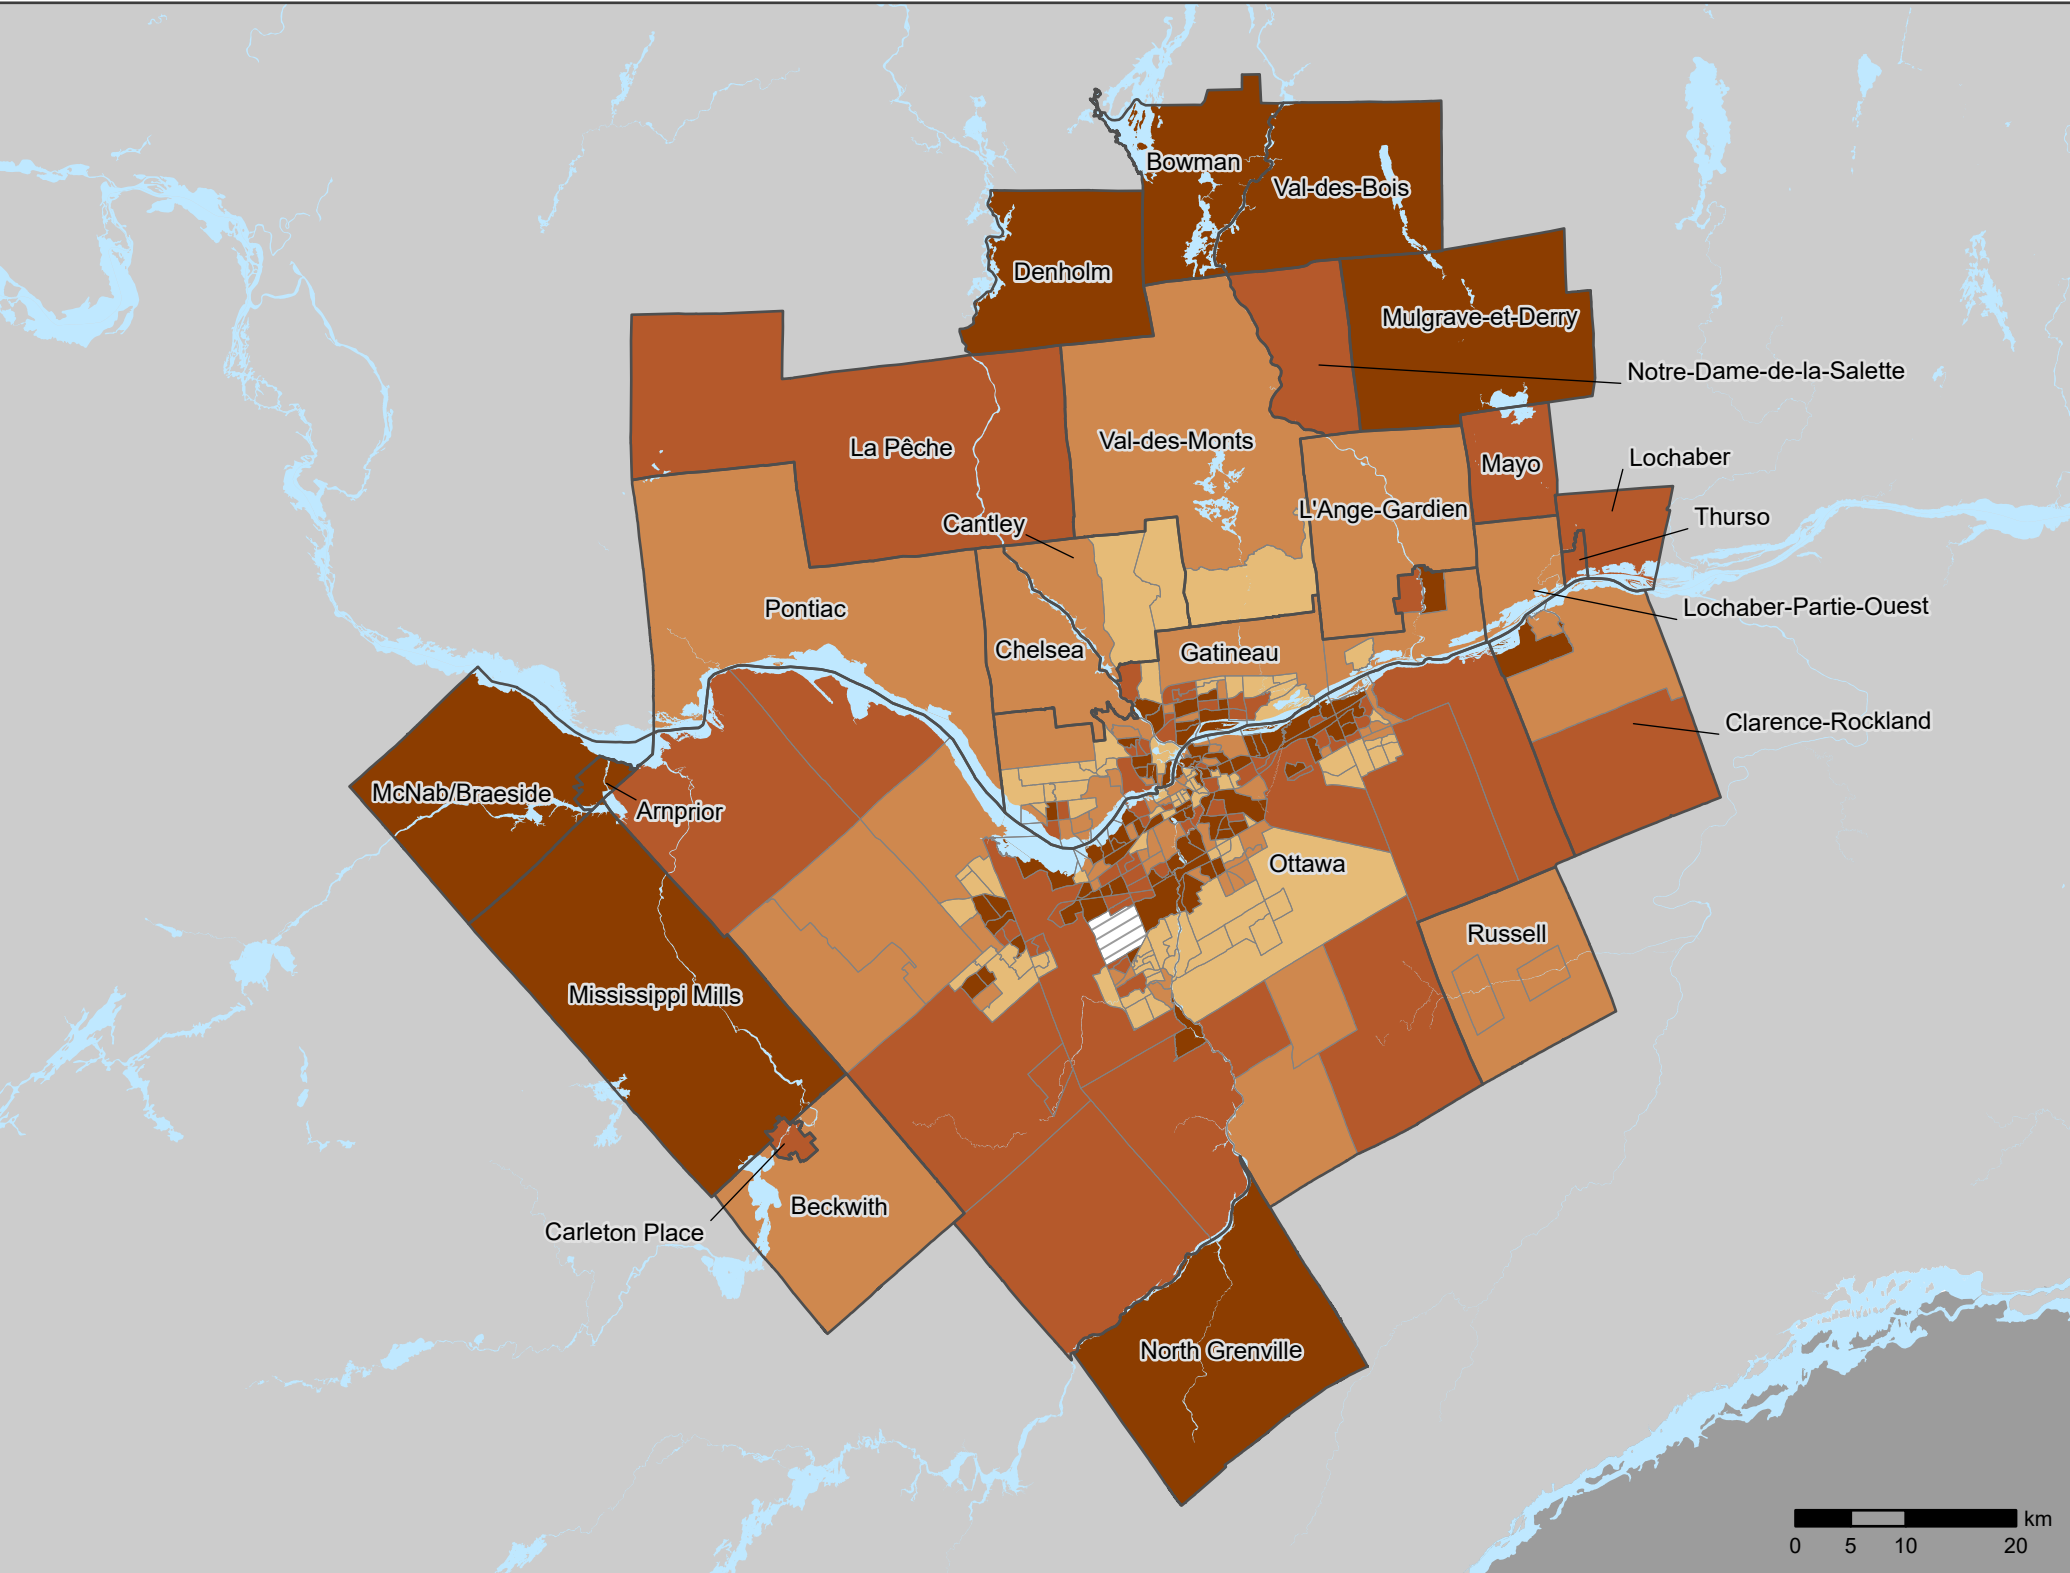 Bowman
Val-des-Bois
Denholm
Mulgrave-et-Derry
Notre-Dame-de-la-Salette
La Pêche
Val-des-Monts
Mayo
Lochaber
L'Ange-Gardien
Thurso
Cantley
Pontiac
Lochaber-Partie-Ouest
Chelsea
Gatineau
Clarence-Rockland
McNab/Braeside
Arnprior
Ottawa
Russell
Mississippi Mills
Beckwith
Carleton Place
North Grenville
km
0 5 10 20